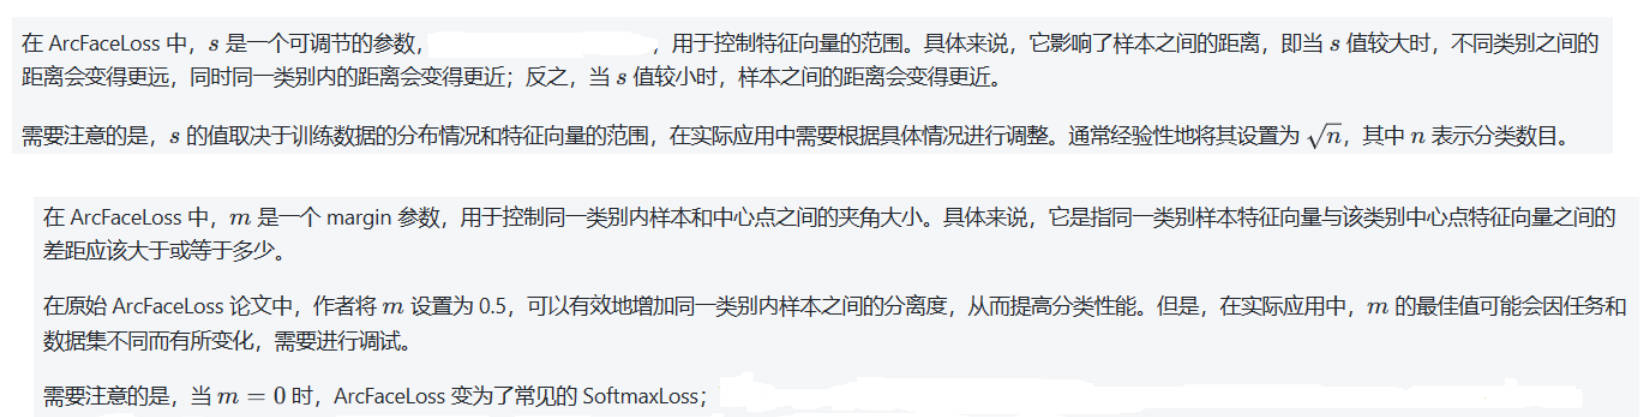 在 ArcFaceLoss 中，s 是一个可调节的参数，，用于控制特征向量的范围。具体来说，它影响了样本之间的距离，即当 s 值较大时，不同类别之间的
距离会变得更远，同时同一类别内的距离会变得更近；反之，当 s 值较小时，样本之间的距离会变得更近。
需要注意的是，s 的值取决于训练数据的分布情况和特征向量的范围，在实际应用中需要根据具体情况进行调整。通常经验性地将其设置为 √n，其中 n 表示分类数目。
在 ArcFaceLoss 中，m 是一个 margin 参数，用于控制同一类别内样本和中心点之间的夹角大小。具体来说，它是指同一类别样本特征向量与该类别中心点特征向量之间的
差距应该大于或等于多少。
在原始 ArcFaceLoss 论文中，作者将 m 设置为 0.5，可以有效地增加同一类别内样本之间的分离度，从而提高分类性能。但是，在实际应用中，m 的最佳值可能会因任务和
数据集不同而有所变化，需要进行调试。
需要注意的是，当 m = 0 时，ArcFaceLoss 变为了常见的 SoftmaxLoss；